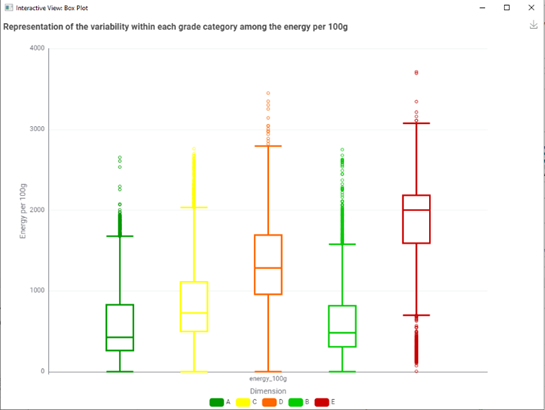 Interactive View: Box Plot
Representation of the variability within each grade category among the energy per 100g
4000
3000
2000
1000
0
Energy per 100g
energy_100g
Dimension
A C D B E